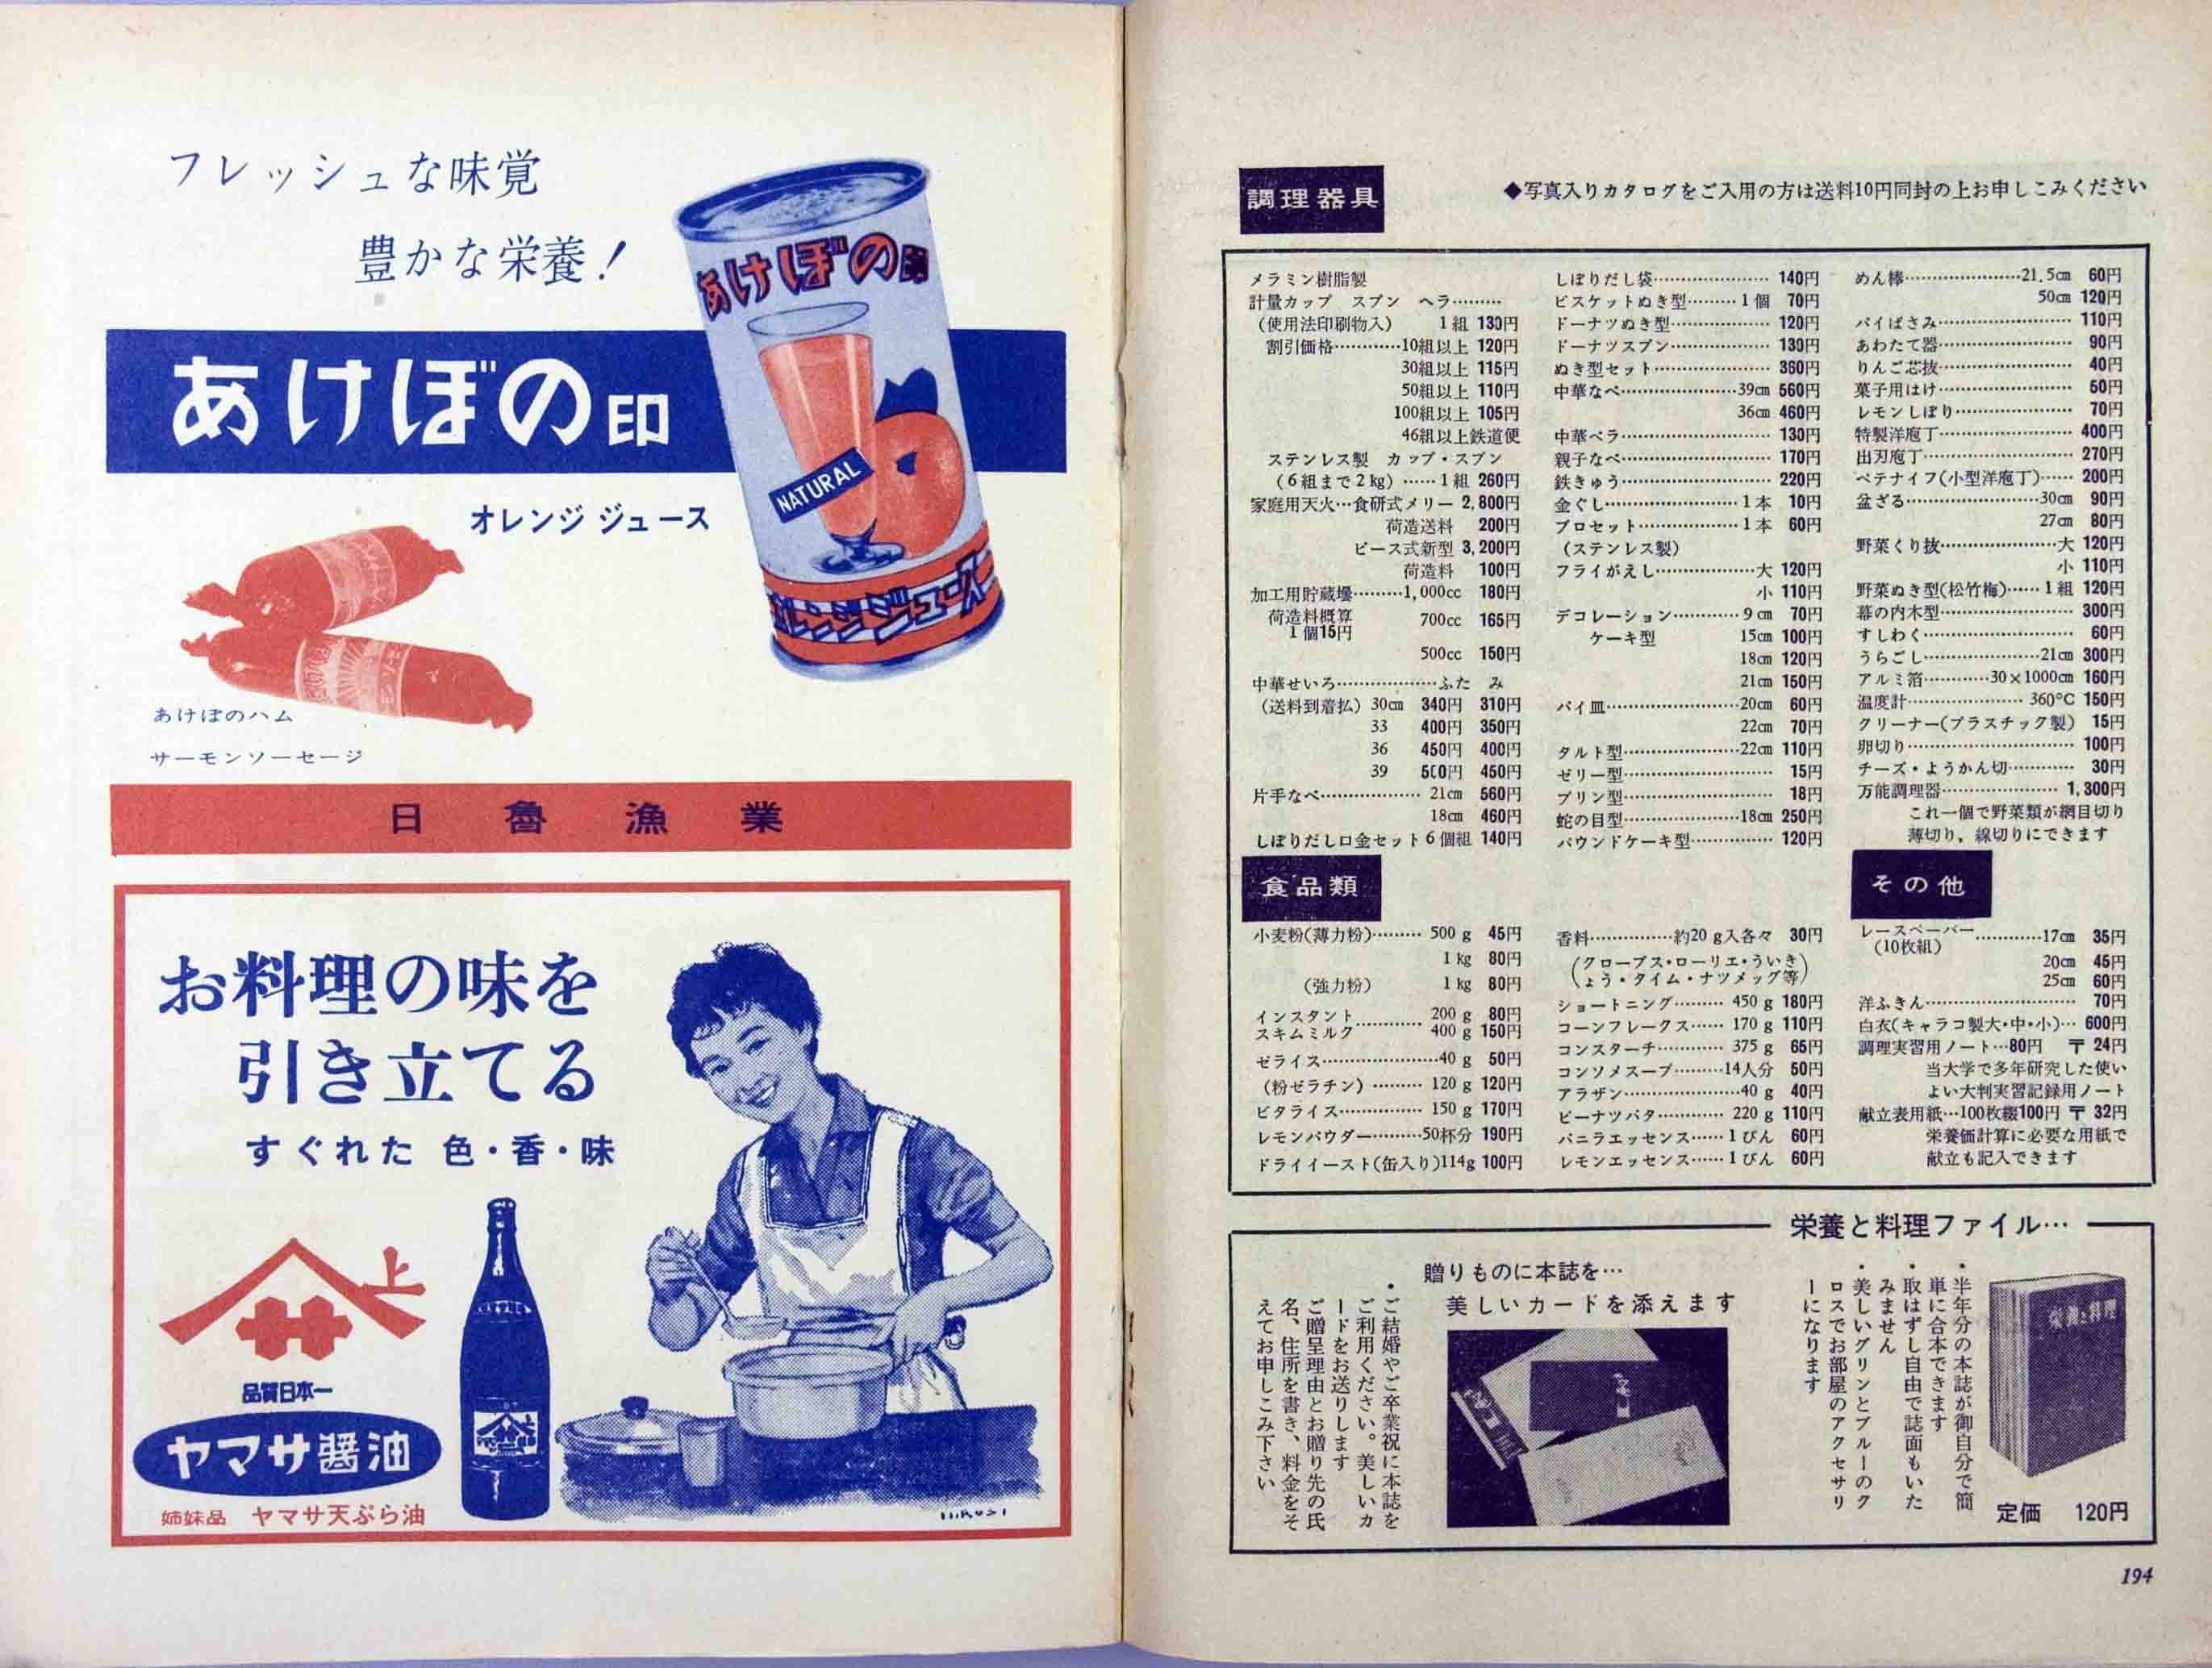 フレッシュな味覚
豊かな栄養！
あけぼの印
オレンジ ジュース
あけぼの印
NATURAL
オレンジジュース
あけぼのハム
サーモンソーセージ
日魯漁業
お料理の味を
引き立てる
すぐれた 色・香・味
上
品質日本一
ヤマサ醤油
姉妹品 ヤマサ天ぷら油
HIROSI
調理器具
◆写真入りカタログをご入用の方は送料10円同封の上お申しこみください
メラミン樹脂製
計量カップ スプン ヘラ………
(使用法印刷物入) 1組 130円
割引価格…………10組以上 120円
30組以上 115円
50組以上 110円
100組以上 105円
46組以上鉄道便
ステンレス製 カップ・スプン
(6組まで2kg)……1組 260円
家庭用天火…食研式メリー 2,800円
荷造送料 200円
ピース式新型 3,200円
荷造料 100円
加工用貯蔵壜………1,000cc 180円
荷造料概算 700cc 165円
1個15円
500cc 150円
中華せいろ………………ふた み
(送料到着払) 30cm 340円 310円
33 400円 350円
36 450円 400円
39 500円 450円
片手なべ……………… 21cm 560円
18cm 460円
しぼりだし口金セット6個組 140円
しぼりだし袋………………… 140円
ビスケットぬき型………1個 70円
ドーナツぬき型……………… 120円
ドーナツスプン……………… 130円
ぬき型セット………………… 360円
中華なべ…………………39cm 560円
36cm 460円
中華ベラ……………………… 130円
親子なべ……………………… 170円
鉄きゅう……………………… 220円
金ぐし……………………1本 10円
プロセット………………1本 60円
(ステンレス製)
フライがえし………………大 120円
小 110円
デコレーション…………9cm 70円
ケーキ型 15cm 100円
18cm 120円
21cm 150円
パイ皿……………………20cm 60円
22cm 70円
タルト型…………………22cm 110円
ゼリー型……………………… 15円
プリン型……………………… 18円
蛇の目型…………………18cm 250円
パウンドケーキ型…………… 120円
めん棒…………………21.5cm 60円
50cm 120円
パイばさみ…………………… 110円
あわたて器…………………… 90円
りんご芯抜…………………… 40円
菓子用はけ…………………… 50円
レモンしぼり………………… 70円
特製洋庖丁…………………… 400円
出刃庖丁……………………… 270円
ペテナイフ(小型洋庖丁)…… 200円
盆ざる……………………30cm 90円
27cm 80円
野菜くり抜…………………大 120円
小 110円
野菜ぬき型(松竹梅)……1組 120円
幕の内木型…………………… 300円
すしわく……………………… 60円
うらごし…………………21cm 300円
アルミ箔…………30×1000cm 160円
温度計………………… 360°C 150円
クリーナー(プラスチック製) 15円
卵切り………………………… 100円
チーズ・ようかん切………… 30円
万能調理器………………… 1,300円
これ一個で野菜類が網目切り
薄切り，線切りにできます
食品類
小麦粉(薄力粉)……… 500g 45円
1kg 80円
(強力粉) 1kg 80円
インスタント 200g 80円
スキムミルク………… 400g 150円
ゼライス…………………40g 50円
(粉ゼラチン)……… 120g 120円
ビタライス…………… 150g 170円
レモンパウダー………50杯分 190円
ドライイースト(缶入り)114g 100円
香料……………約20g入各々 30円
(クローブス・ローリエ・ういき
ょう・タイム・ナツメッグ等)
ショートニング……… 450g 180円
コーンフレークス…… 170g 110円
コンスターチ………… 375g 65円
コンソメスープ………14人分 50円
アラザン…………………40g 40円
ピーナツバタ………… 220g 110円
バニラエッセンス……1びん 60円
レモンエッセンス……1びん 60円
その他
レースペーパー…………17cm 35円
(10枚組)
20cm 45円
25cm 60円
洋ふきん……………………… 70円
白衣(キャラコ製大・中・小)… 600円
調理実習用ノート…80円 〒24円
当大学で多年研究した使い
よい大判実習記録用ノート
献立表用紙…100枚綴100円 〒32円
栄養価計算に必要な用紙で
献立も記入できます
栄養と料理ファイル…
・半年分の本誌が御自分で簡
単に合本できます
・取はずし自由で誌面もいた
みません
・美しいグリンとブルーのク
ロスでお部屋のアクセサリ
ーになります
栄養と料理
定価 120円
贈りものに本誌を…
美しいカードを添えます
・ご結婚やご卒業祝に本誌を
ご利用ください。美しいカ
ードをお送りします
ご贈呈理由とお贈り先の氏
名、住所を書き、料金をそ
えてお申しこみ下さい
194